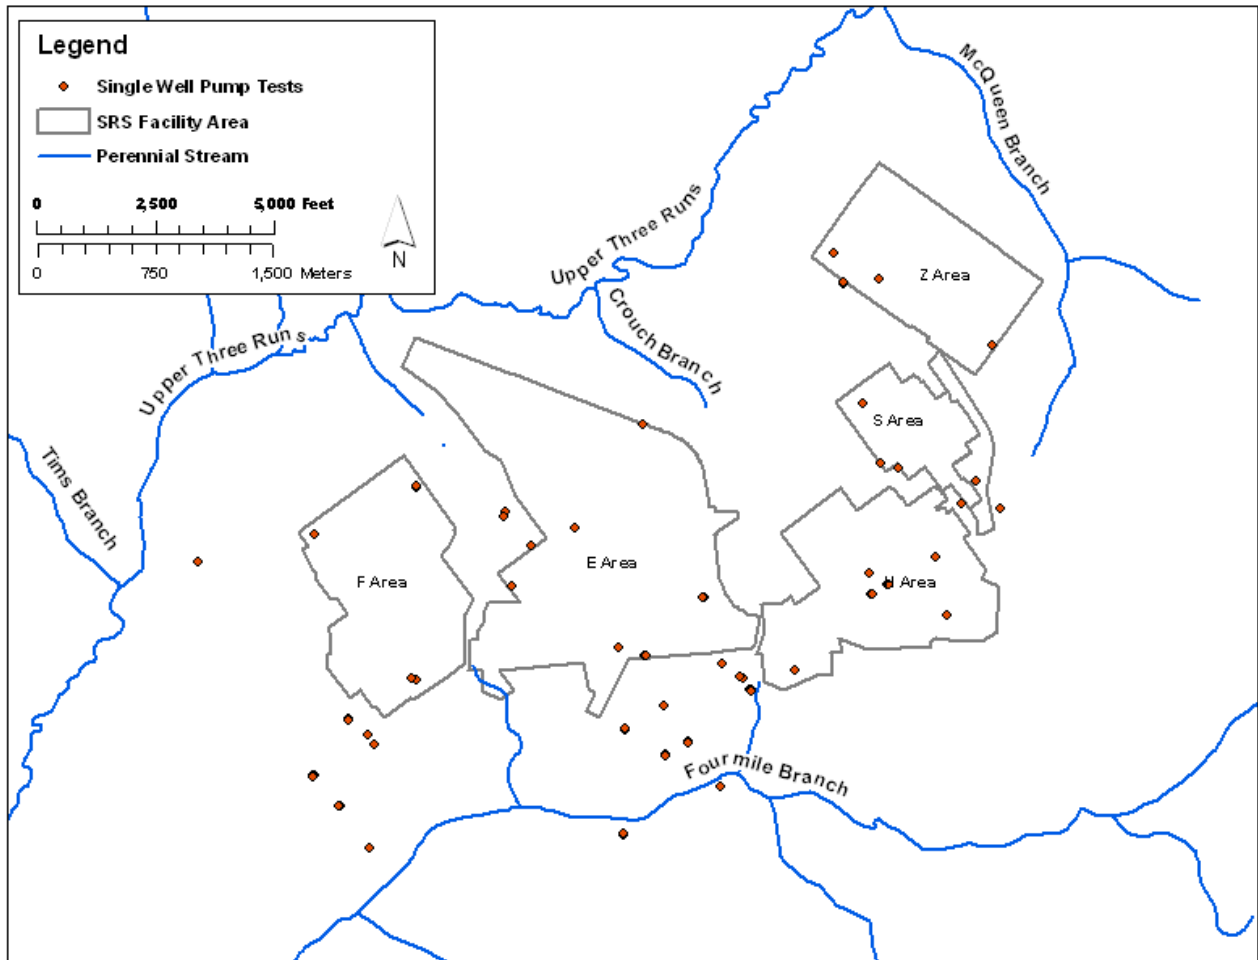 Legend
Single Well Pump Tests
SRS Facility Area
Perennial Stream
0 2,500 5,000 Feet
0 750 1,500 Meters
N
McQueen Branch
Upper Three Runs
Z Area
Crouch Branch
Upper Three Runs
S Area
Tims Branch
E Area
F Area
H Area
Fourmile Branch